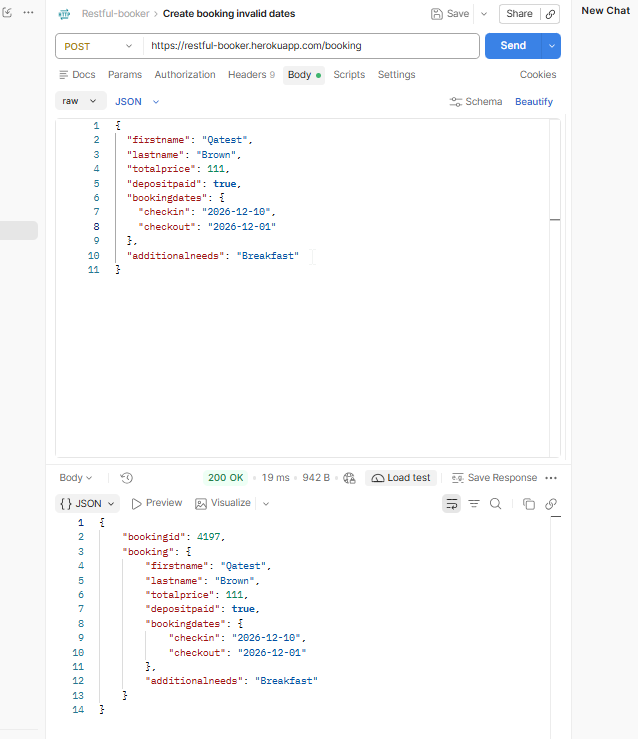 Restful-booker > Create booking invalid dates Save Share New Chat
POST https://restful-booker.herokuapp.com/booking Send
Docs Params Authorization Headers 9 Body Scripts Settings Cookies
raw JSON Schema Beautify
1 {
2 "firstname": "Qatest",
3 "lastname": "Brown",
4 "totalprice": 111,
5 "depositpaid": true,
6 "bookingdates": {
7 "checkin": "2026-12-10",
8 "checkout": "2026-12-01"
9 },
10 "additionalneeds": "Breakfast"
11 }
Body 200 OK • 19 ms • 942 B • Load test Save Response
{} JSON Preview Visualize
1 {
2 "bookingid": 4197,
3 "booking": {
4 "firstname": "Qatest",
5 "lastname": "Brown",
6 "totalprice": 111,
7 "depositpaid": true,
8 "bookingdates": {
9 "checkin": "2026-12-10",
10 "checkout": "2026-12-01"
11 },
12 "additionalneeds": "Breakfast"
13 }
14 }